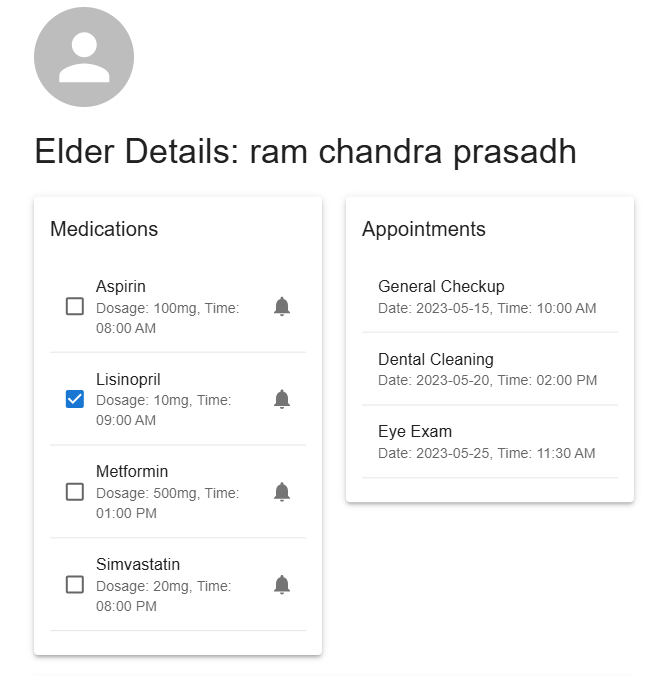 Elder Details: ram chandra prasadh
Medications
Aspirin
Dosage: 100mg, Time:
08:00 AM
Lisinopril
Dosage: 10mg, Time:
09:00 AM
Metformin
Dosage: 500mg, Time:
01:00 PM
Simvastatin
Dosage: 20mg, Time:
08:00 PM
Appointments
General Checkup
Date: 2023-05-15, Time: 10:00 AM
Dental Cleaning
Date: 2023-05-20, Time: 02:00 PM
Eye Exam
Date: 2023-05-25, Time: 11:30 AM